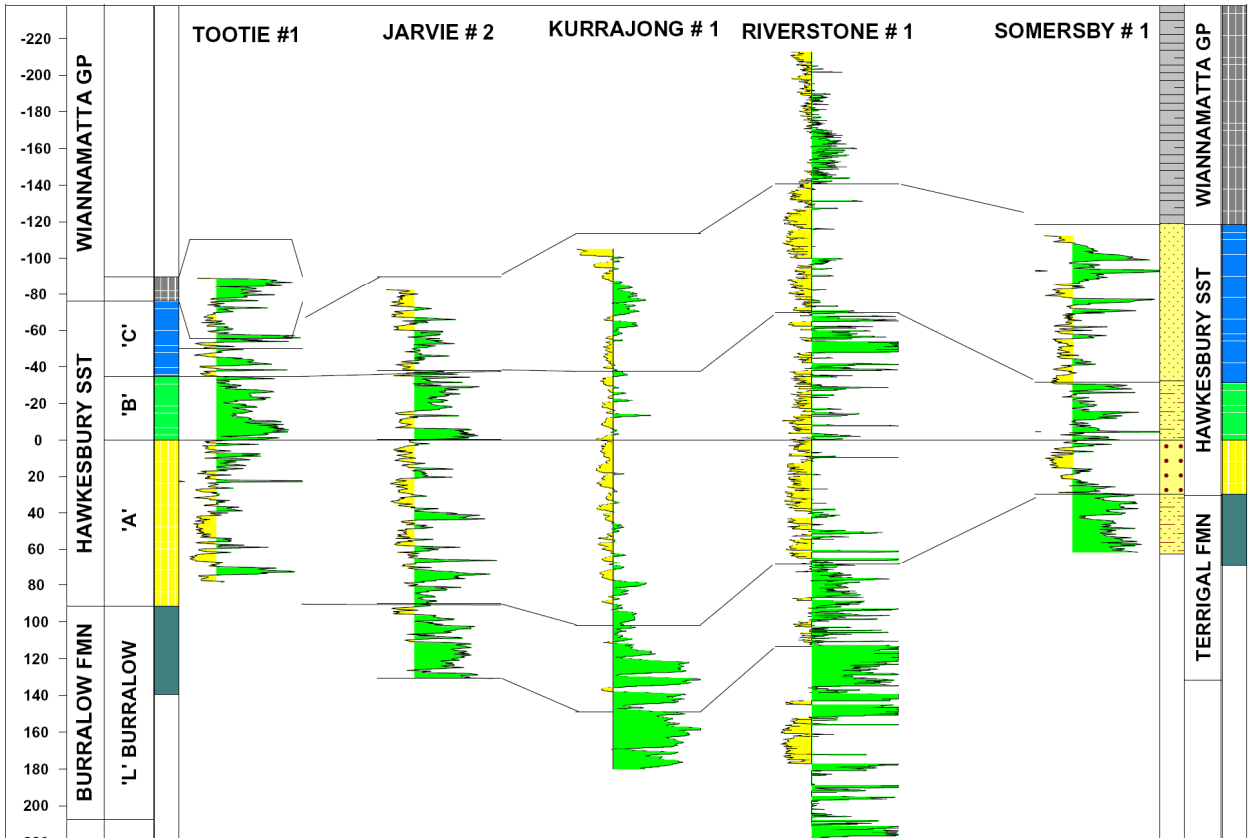 TOOTIE #1
JARVIE # 2
KURRAJONG # 1
RIVERSTONE # 1
SOMERSBY # 1
-220
-200
-180
-160
-140
-120
-100
-80
-60
-40
-20
0
20
40
60
80
100
120
140
160
180
200
WIANNAMATTA GP
HAWKESBURY SST
BURRALOW FMN
'C'
'B'
'A'
'L' BURRALOW
WIANNAMATTA GP
HAWKESBURY SST
TERRIGAL FMN